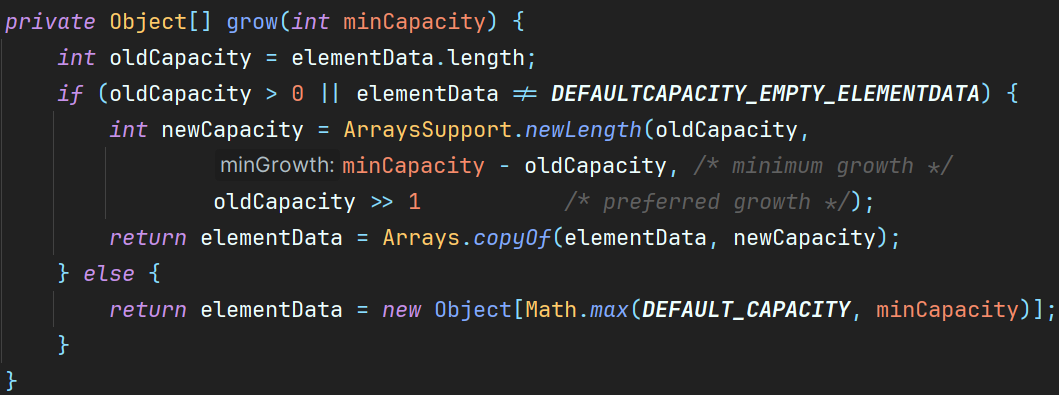 private Object[] grow(int minCapacity) {
    int oldCapacity = elementData.length;
    if (oldCapacity > 0 || elementData ≠ DEFAULTCAPACITY_EMPTY_ELEMENTDATA) {
        int newCapacity = ArraysSupport.newLength(oldCapacity,
                minGrowth: minCapacity - oldCapacity, /* minimum growth */
                oldCapacity >> 1           /* preferred growth */);
        return elementData = Arrays.copyOf(elementData, newCapacity);
    } else {
        return elementData = new Object[Math.max(DEFAULT_CAPACITY, minCapacity)];
    }
}